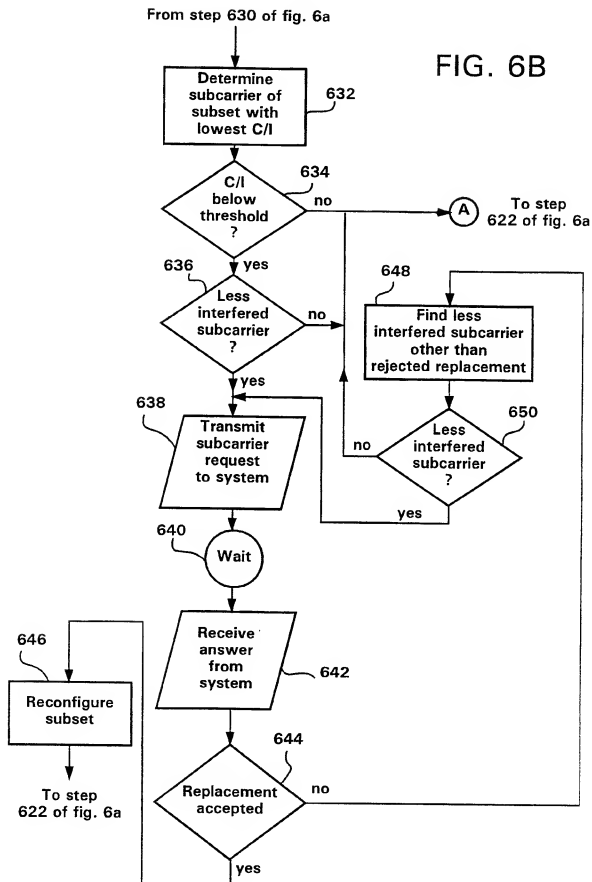 From step 630 of fig. 6a
FIG. 6B
Determine
subcarrier of
subset with
lowest C/I
632
C/I
below
threshold
?
634
no
A
To step
622 of fig. 6a
yes
636
Less
interfered
subcarrier
?
no
648
Find less
interfered subcarrier
other than
rejected replacement
yes
638
Transmit
subcarrier
request
to system
no
Less
interfered
subcarrier
?
650
yes
640
Wait
Receive
answer
from
system
642
646
Reconfigure
subset
To step
622 of fig. 6a
644
Replacement
accepted
no
yes